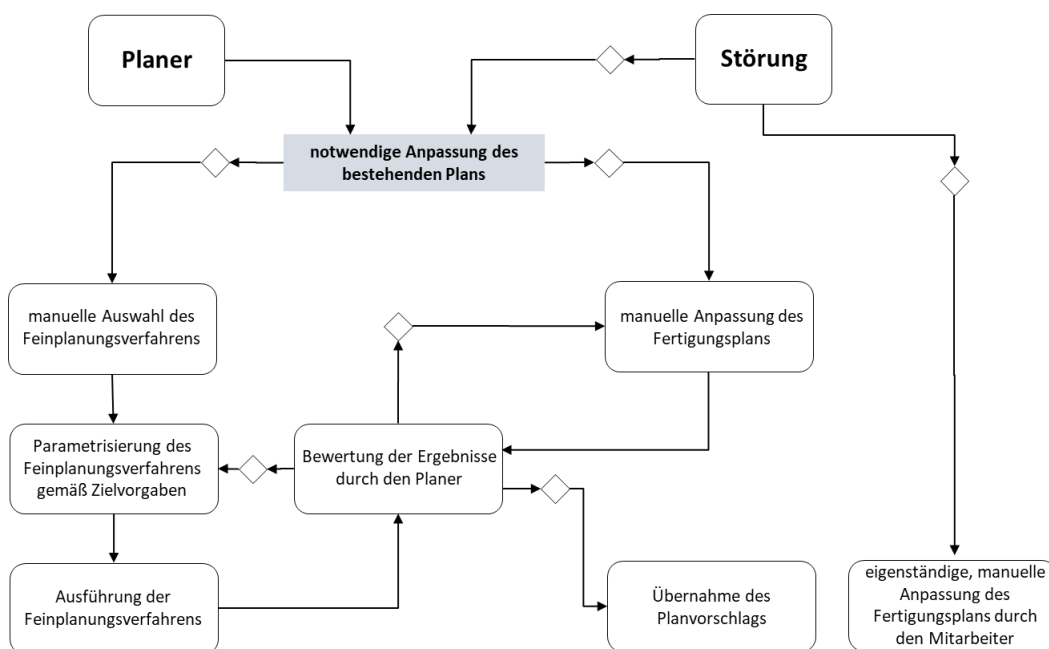 Planer
Störung
notwendige Anpassung des
bestehenden Plans
manuelle Auswahl des
Feinplanungsverfahrens
manuelle Anpassung des
Fertigungsplans
Parametrisierung des
Feinplanungsverfahrens
gemäß Zielvorgaben
Bewertung der Ergebnisse
durch den Planer
Ausführung der
Feinplanungsverfahrens
Übernahme des
Planvorschlags
eigenständige, manuelle
Anpassung des
Fertigungsplans durch
den Mitarbeiter